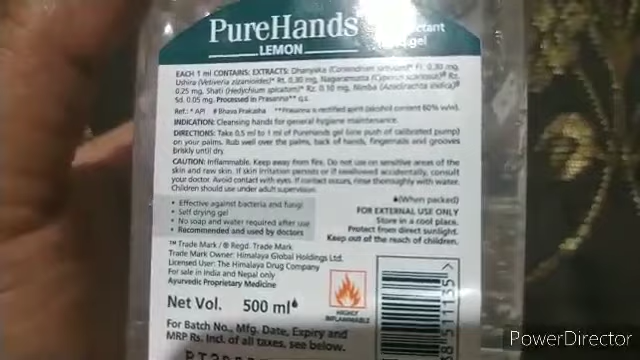 PureHands
LEMON
EACH 1 ml CONTAINS: EXTRACTS: Dhanyaka (Coriandrum sativum)* Fr. 0.30 mg,
Ushira (Vetiveria zizanioides)* Rt. 0.30 mg, Nagaramusta (Cyperus scariosus)# Rz.
0.25 mg, Shati (Hedychium spicatum)* Rz. 0.10 mg, Nimba (Azadirachta indica)#
Sd. 0.05 mg. Processed in Prasanna** q.s.
Ref.: * API # Bhava Prakasha **Prasanna is rectified spirit (alcohol content 60% w/w).
INDICATION: Cleansing hands for general hygiene maintenance.
DIRECTIONS: Take 0.5 ml to 1 ml of PureHands gel (one push of calibrated pump)
on your palms. Rub well over the palms, back of hands, fingernails and grooves
briskly until dry.
CAUTION: Inflammable. Keep away from fire. Do not use on sensitive areas of the
skin and raw skin. If skin irritation persists or if swallowed accidentally, consult
your doctor. Avoid contact with eyes. If contact occurs, rinse thoroughly with water.
Children should use under adult supervision.
• Effective against bacteria and fungi
• Self drying gel
• No soap and water required after use
• Recommended and used by doctors
(When packed)
FOR EXTERNAL USE ONLY
Store in a cool place.
Protect from direct sunlight.
Keep out of the reach of children.
™ Trade Mark / ® Regd. Trade Mark
Trade Mark Owner: Himalaya Global Holdings Ltd.
Licensed User: The Himalaya Drug Company
For sale in India and Nepal only
Ayurvedic Proprietary Medicine
Net Vol. 500 ml
HIGHLY
INFLAMMABLE
For Batch No., Mfg. Date, Expiry and
MRP Rs. Incl. of all taxes, see below.
PowerDirector